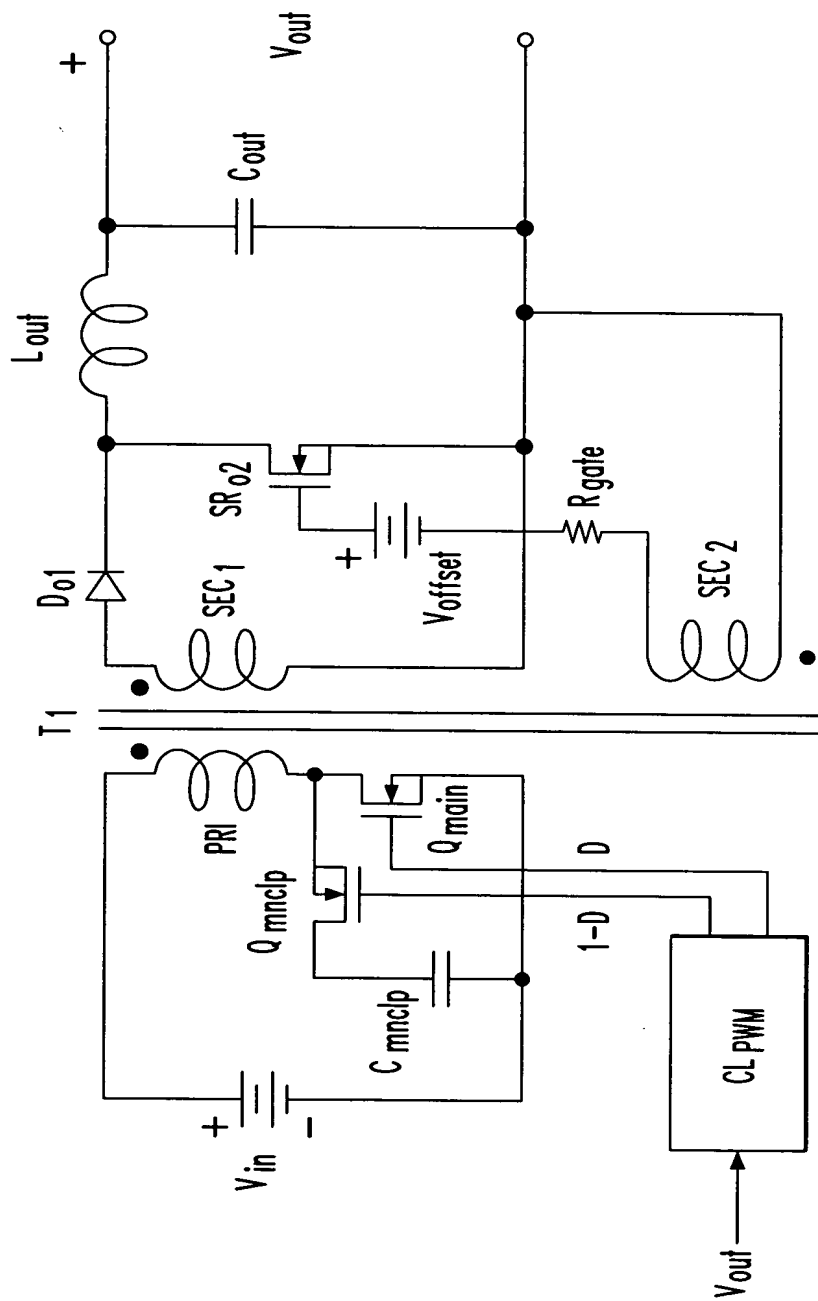 T1
PRI
Do1
SEC1
Lout
Cout
+
Vout
SRo2
+
Voffset
Rgate
SEC2
+
-
Vin
Qmnclp
Cmnclp
Qmain
1-D
D
CLPWM
Vout